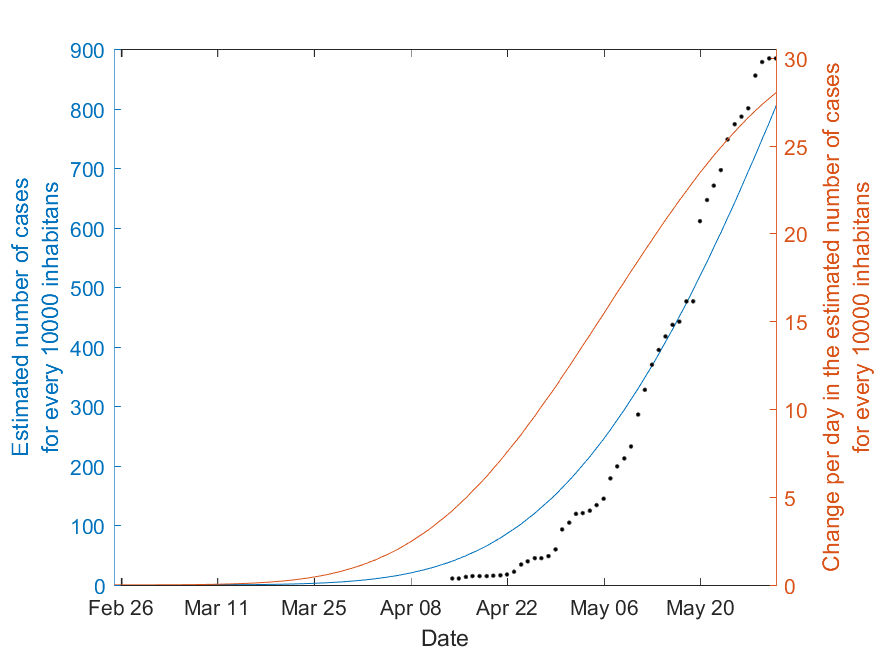 Estimated number of cases
for every 10000 inhabitans
900
800
700
600
500
400
300
200
100
0
30
25
20
15
10
5
0
Change per day in the estimated number of cases
for every 10000 inhabitans
Feb 26
Mar 11
Mar 25
Apr 08
Apr 22
May 06
May 20
Date